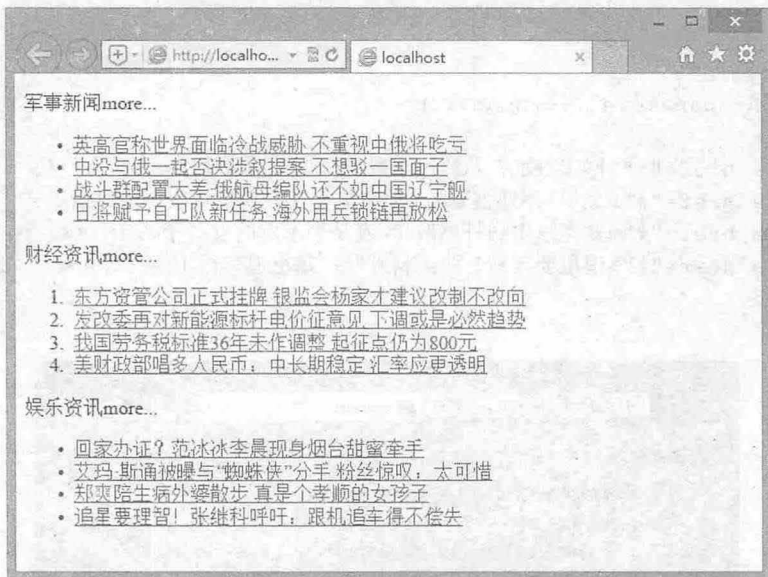 http://localho...
localhost
军事新闻more...
• 英高官称世界面临冷战威胁 不重视中俄将吃亏
• 中没与俄一起否决涉叙提案 不想驳一国面子
• 战斗群配置太差:俄航母编队还不如中国辽宁舰
• 日将赋予自卫队新任务 海外用兵锁链再放松
财经资讯more...
1. 东方资管公司正式挂牌 银监会杨家才建议改制不改向
2. 发改委再对新能源标杆电价征意见 下调或是必然趋势
3. 我国劳务税标准36年未作调整 起征点仍为800元
4. 美财政部唱多人民币：中长期稳定 汇率应更透明
娱乐资讯more...
• 回家办证？范冰冰李晨现身烟台甜蜜牵手
• 艾玛·斯通被曝与“蜘蛛侠”分手 粉丝惊叹：太可惜
• 郑爽陪生病外婆散步 真是个孝顺的女孩子
• 追星要理智！张继科呼吁：跟机追车得不偿失